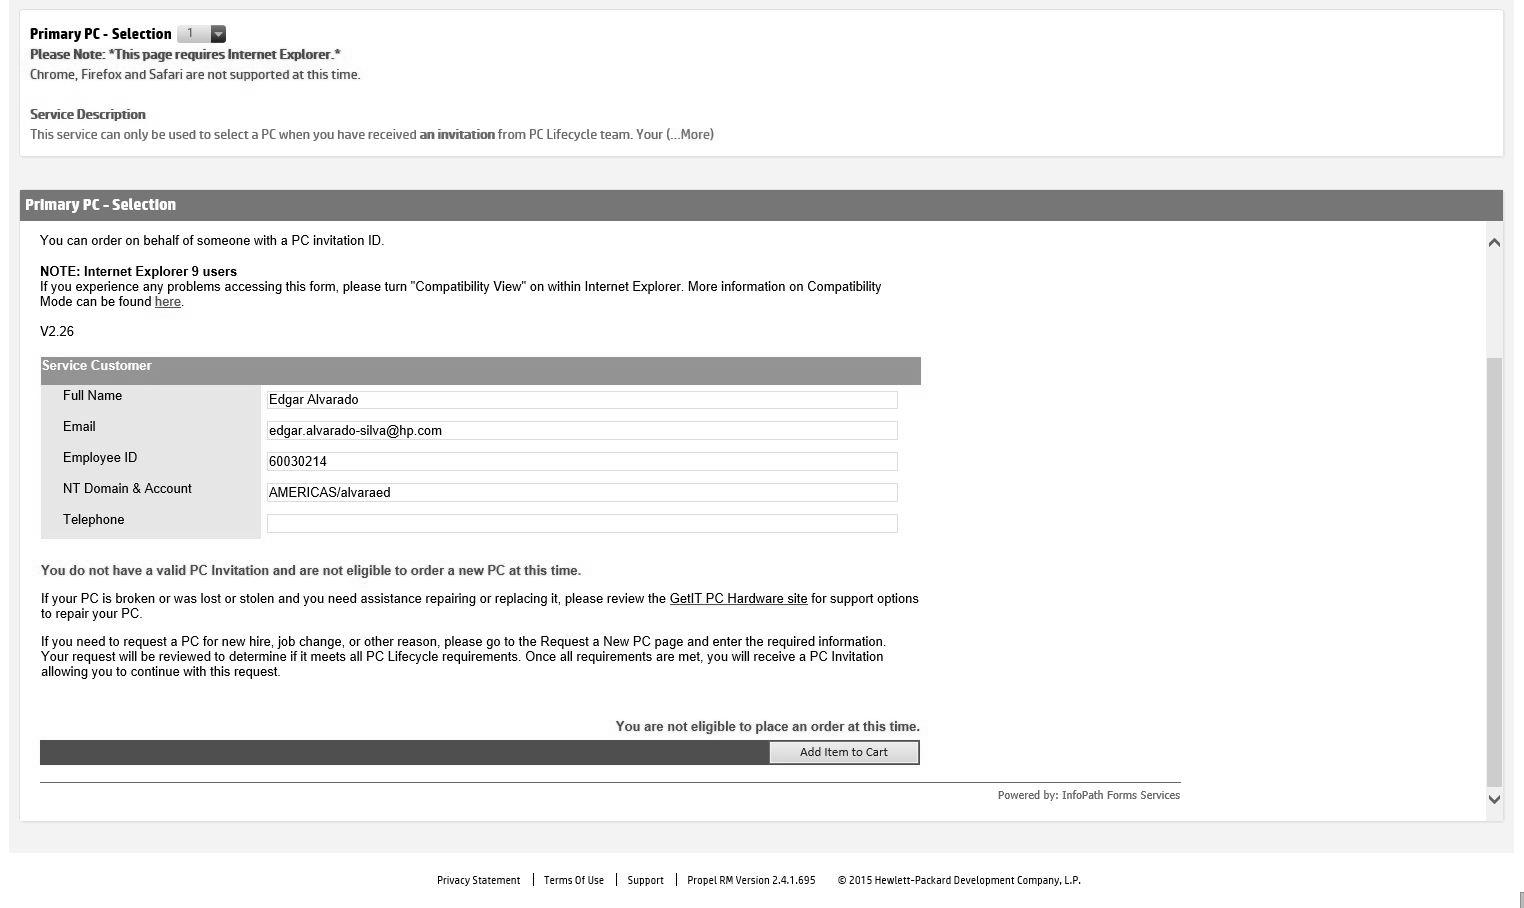 Primary PC - Selection 1
Please Note: *This page requires Internet Explorer.*
Chrome, Firefox and Safari are not supported at this time.
Service Description
This service can only be used to select a PC when you have received an invitation from PC Lifecycle team. Your (...More)
Primary PC - Selection
You can order on behalf of someone with a PC invitation ID.
NOTE: Internet Explorer 9 users
If you experience any problems accessing this form, please turn "Compatibility View" on within Internet Explorer. More information on Compatibility
Mode can be found here.
V2.26
Service Customer
Full Name Edgar Alvarado
Email edgar.alvarado-silva@hp.com
Employee ID 60030214
NT Domain & Account AMERICAS/alvaraed
Telephone
You do not have a valid PC Invitation and are not eligible to order a new PC at this time.
If your PC is broken or was lost or stolen and you need assistance repairing or replacing it, please review the GetIT PC Hardware site for support options
to repair your PC.
If you need to request a PC for new hire, job change, or other reason, please go to the Request a New PC page and enter the required information.
Your request will be reviewed to determine if it meets all PC Lifecycle requirements. Once all requirements are met, you will receive a PC Invitation
allowing you to continue with this request.
You are not eligible to place an order at this time.
Add Item to Cart
Powered by: InfoPath Forms Services
Privacy Statement | Terms Of Use | Support | Propel RM Version 2.4.1.695 © 2015 Hewlett-Packard Development Company, L.P.